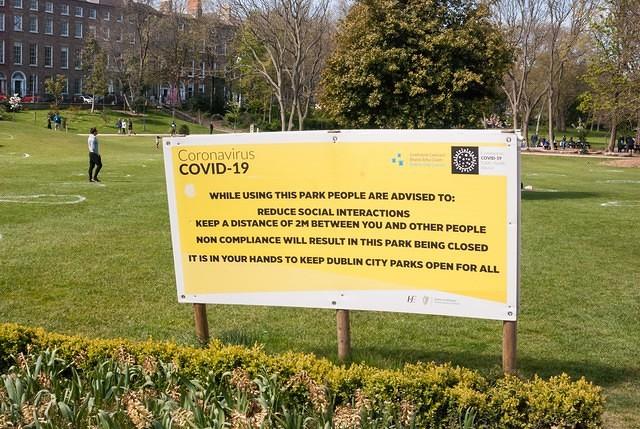 Coronavirus
COVID-19
COVID-19
WHILE USING THIS PARK PEOPLE ARE ADVISED TO:
REDUCE SOCIAL INTERACTIONS
KEEP A DISTANCE OF 2M BETWEEN YOU AND OTHER PEOPLE
NON COMPLIANCE WILL RESULT IN THIS PARK BEING CLOSED
IT IS IN YOUR HANDS TO KEEP DUBLIN CITY PARKS OPEN FOR ALL